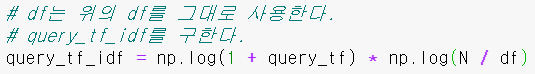 # df는 위의 df를 그대로 사용한다.
# query_tf_idf를 구한다.
query_tf_idf = np.log(1 + query_tf) * np.log(N / df)